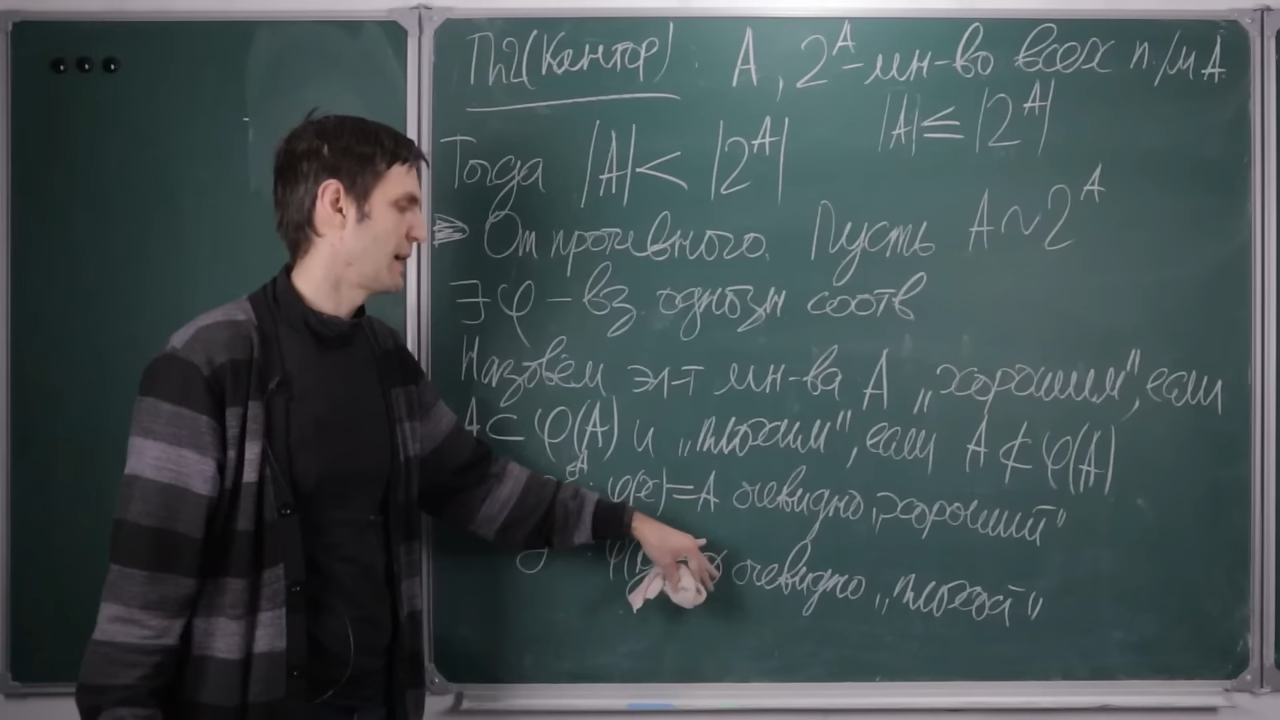 Th2(Кантор) : A, 2^A – мн-во всех п/м A.
|A| ≤ |2^A|
Тогда |A| < |2^A|
От противного. Пусть A ~ 2^A
∃ φ – вз однозн соотв
Назовём эл-т мн-ва A „хорошим", если
A ⊂ φ(A) и „плохим", если A ⊄ φ(A)
φ(x) = A очевидно „хороший"
очевидно „плохой"